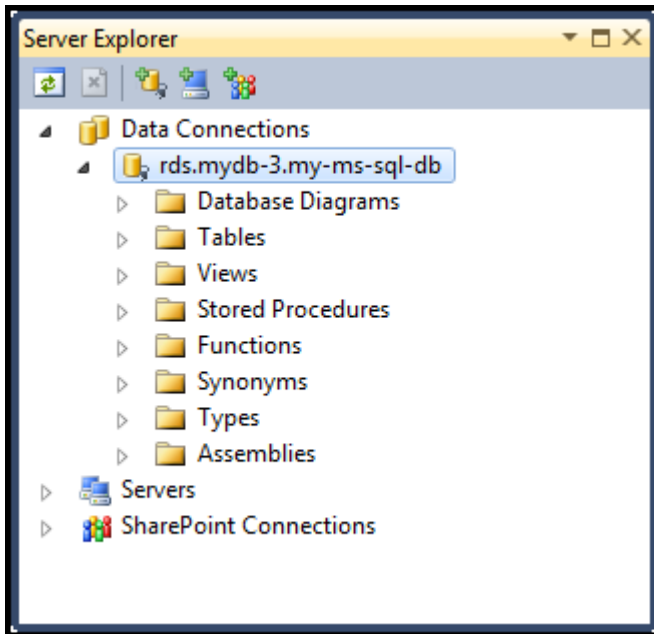 Server Explorer
Data Connections
rds.mydb-3.my-ms-sql-db
Database Diagrams
Tables
Views
Stored Procedures
Functions
Synonyms
Types
Assemblies
Servers
SharePoint Connections